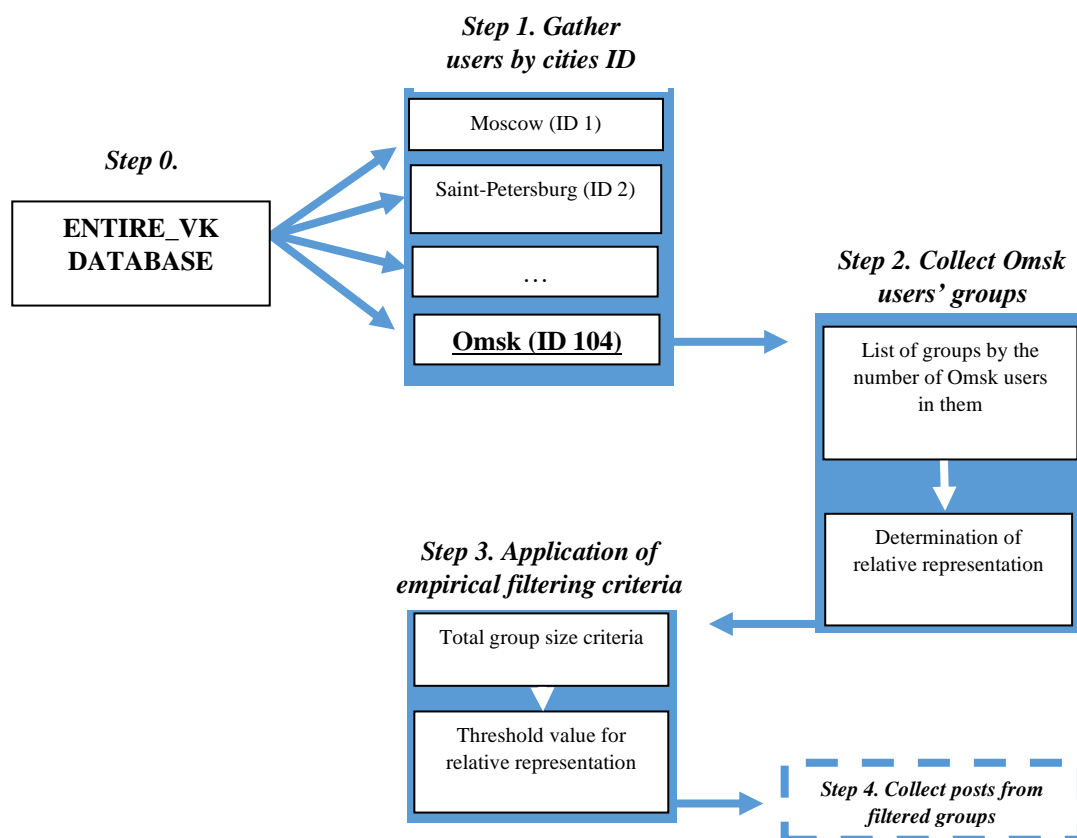 Step 1. Gather
users by cities ID
Moscow (ID 1)
Step 0.
Saint-Petersburg (ID 2)
ENTIRE_VK
DATABASE
…
Omsk (ID 104)
Step 2. Collect Omsk
users’ groups
List of groups by the
number of Omsk users
in them
Determination of
relative representation
Step 3. Application of
empirical filtering criteria
Total group size criteria
Threshold value for
relative representation
Step 4. Collect posts from
filtered groups